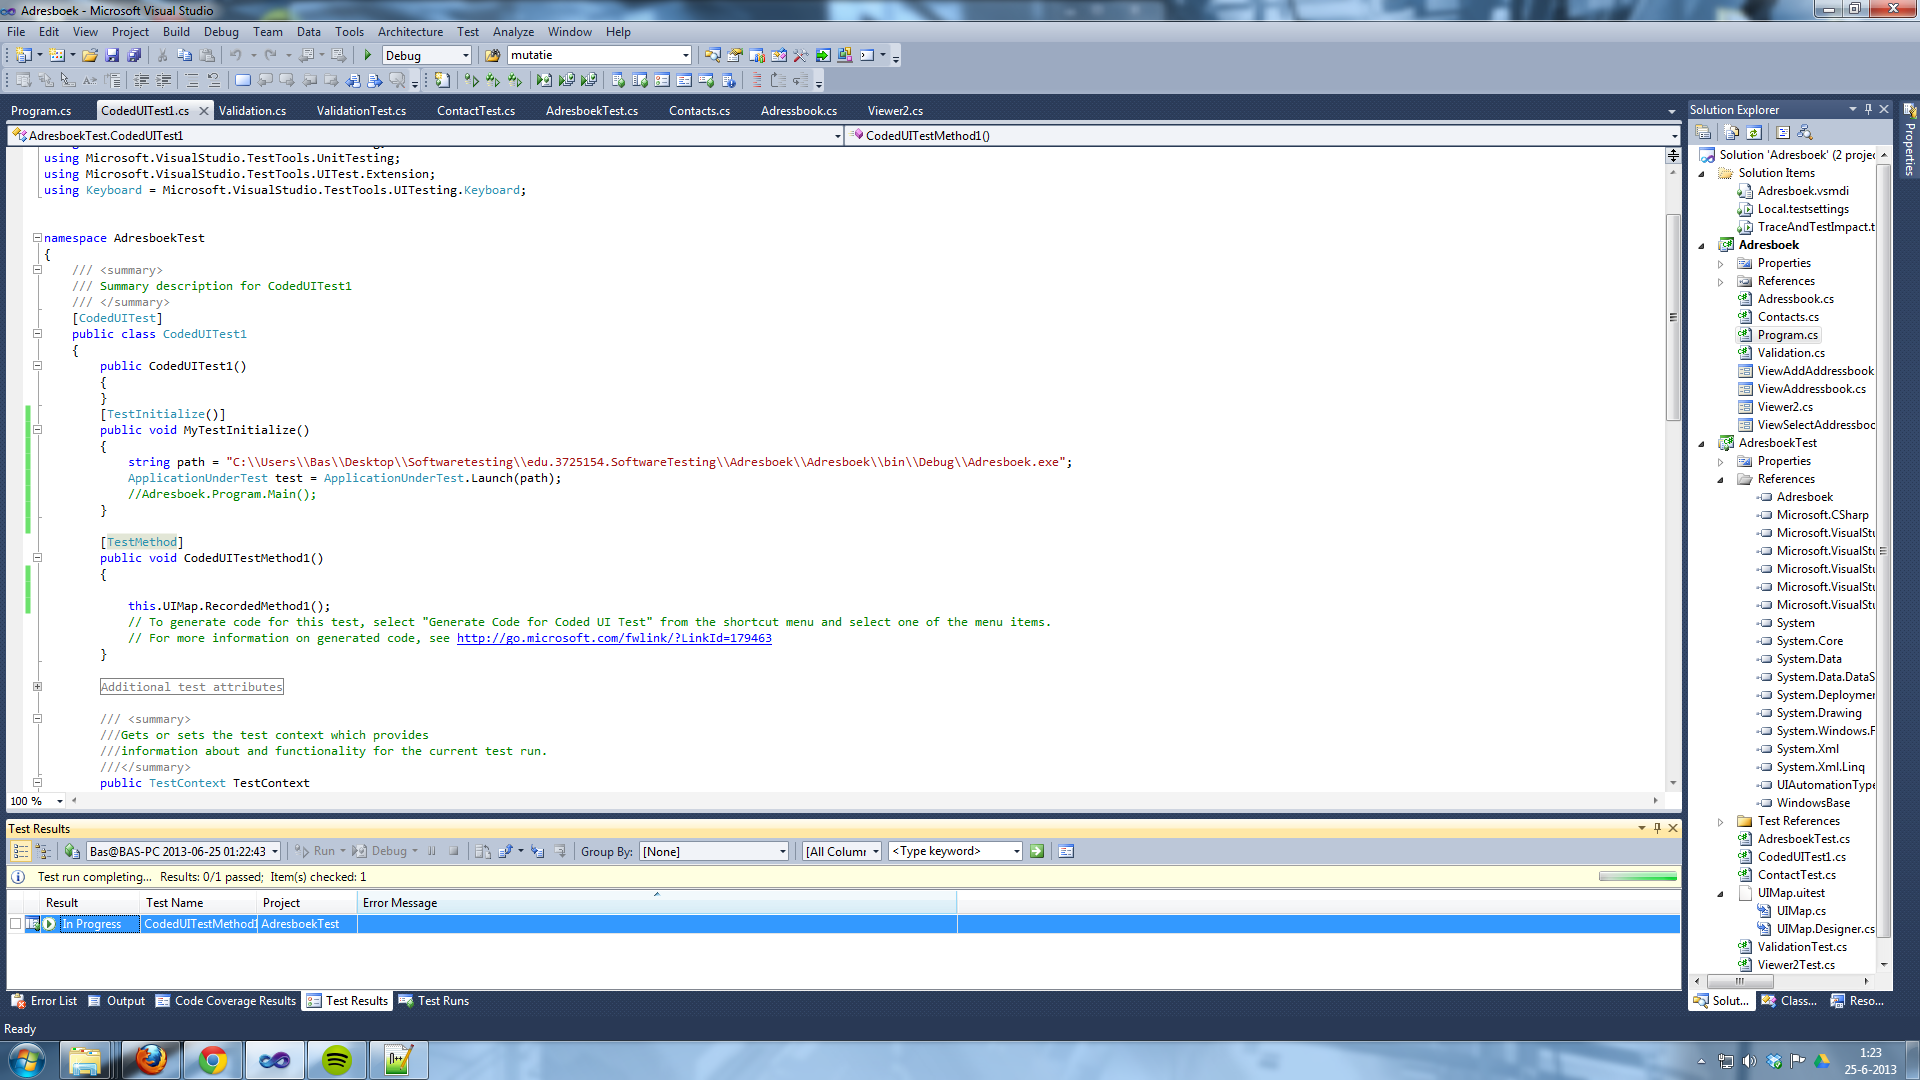 Adresboek - Microsoft Visual Studio
File Edit View Project Build Debug Team Data Tools Architecture Test Analyze Window Help
Debug mutatie
Program.cs CodedUITest1.cs Validation.cs ValidationTest.cs ContactTest.cs AdresboekTest.cs Contacts.cs Adressbook.cs Viewer2.cs
AdresboekTest.CodedUITest1 CodedUITestMethod1()
using Microsoft.VisualStudio.TestTools.UnitTesting;
using Microsoft.VisualStudio.TestTools.UITest.Extension;
using Keyboard = Microsoft.VisualStudio.TestTools.UITesting.Keyboard;
namespace AdresboekTest
{
/// <summary>
/// Summary description for CodedUITest1
/// </summary>
[CodedUITest]
public class CodedUITest1
{
public CodedUITest1()
{
}
[TestInitialize()]
public void MyTestInitialize()
{
string path = "C:\\Users\\Bas\\Desktop\\Softwaretesting\\edu.3725154.SoftwareTesting\\Adresboek\\Adresboek\\bin\\Debug\\Adresboek.exe";
ApplicationUnderTest test = ApplicationUnderTest.Launch(path);
//Adresboek.Program.Main();
}
[TestMethod]
public void CodedUITestMethod1()
{
this.UIMap.RecordedMethod1();
// To generate code for this test, select "Generate Code for Coded UI Test" from the shortcut menu and select one of the menu items.
// For more information on generated code, see http://go.microsoft.com/fwlink/?LinkId=179463
}
Additional test attributes
/// <summary>
///Gets or sets the test context which provides
///information about and functionality for the current test run.
///</summary>
public TestContext TestContext
100 %
Solution Explorer
Properties
Solution 'Adresboek' (2 projec
Solution Items
Adresboek.vsmdi
Local.testsettings
TraceAndTestImpact.t
Adresboek
Properties
References
Adressbook.cs
Contacts.cs
Program.cs
Validation.cs
ViewAddAddressbook
ViewAddressbook.cs
Viewer2.cs
ViewSelectAddressboo
AdresboekTest
Properties
References
Adresboek
Microsoft.CSharp
Microsoft.VisualStu
Microsoft.VisualStu
Microsoft.VisualStu
Microsoft.VisualStu
Microsoft.VisualStu
System
System.Core
System.Data
System.Data.DataS
System.Deploymen
System.Drawing
System.Windows.F
System.Xml
System.Xml.Linq
UIAutomationType
WindowsBase
Test References
AdresboekTest.cs
CodedUITest1.cs
ContactTest.cs
UIMap.uitest
UIMap.cs
UIMap.Designer.cs
ValidationTest.cs
Viewer2Test.cs
Solut... Class... Reso...
Test Results
Bas@BAS-PC 2013-06-25 01:22:43 Run Debug Group By: [None] [All Column <Type keyword>
Test run completing... Results: 0/1 passed; Item(s) checked: 1
Result Test Name Project Error Message
In Progress CodedUITestMethod1 AdresboekTest
Error List Output Code Coverage Results Test Results Test Runs
Ready
1:23
25-6-2013